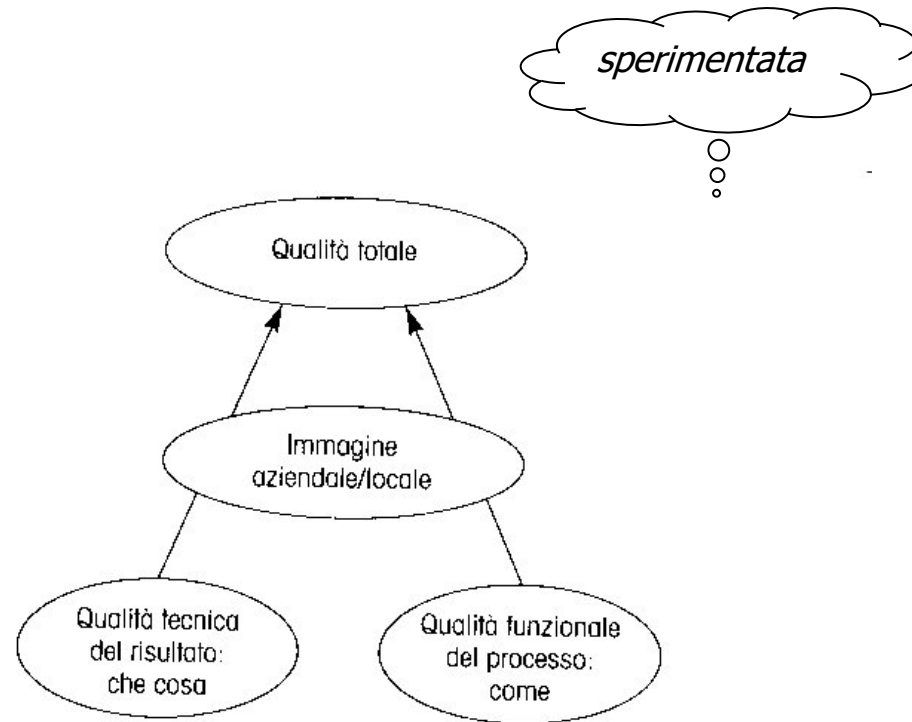 sperimentata
Qualità totale
Immagine
aziendale/locale
Qualità tecnica
del risultato:
che cosa
Qualità funzionale
del processo:
come